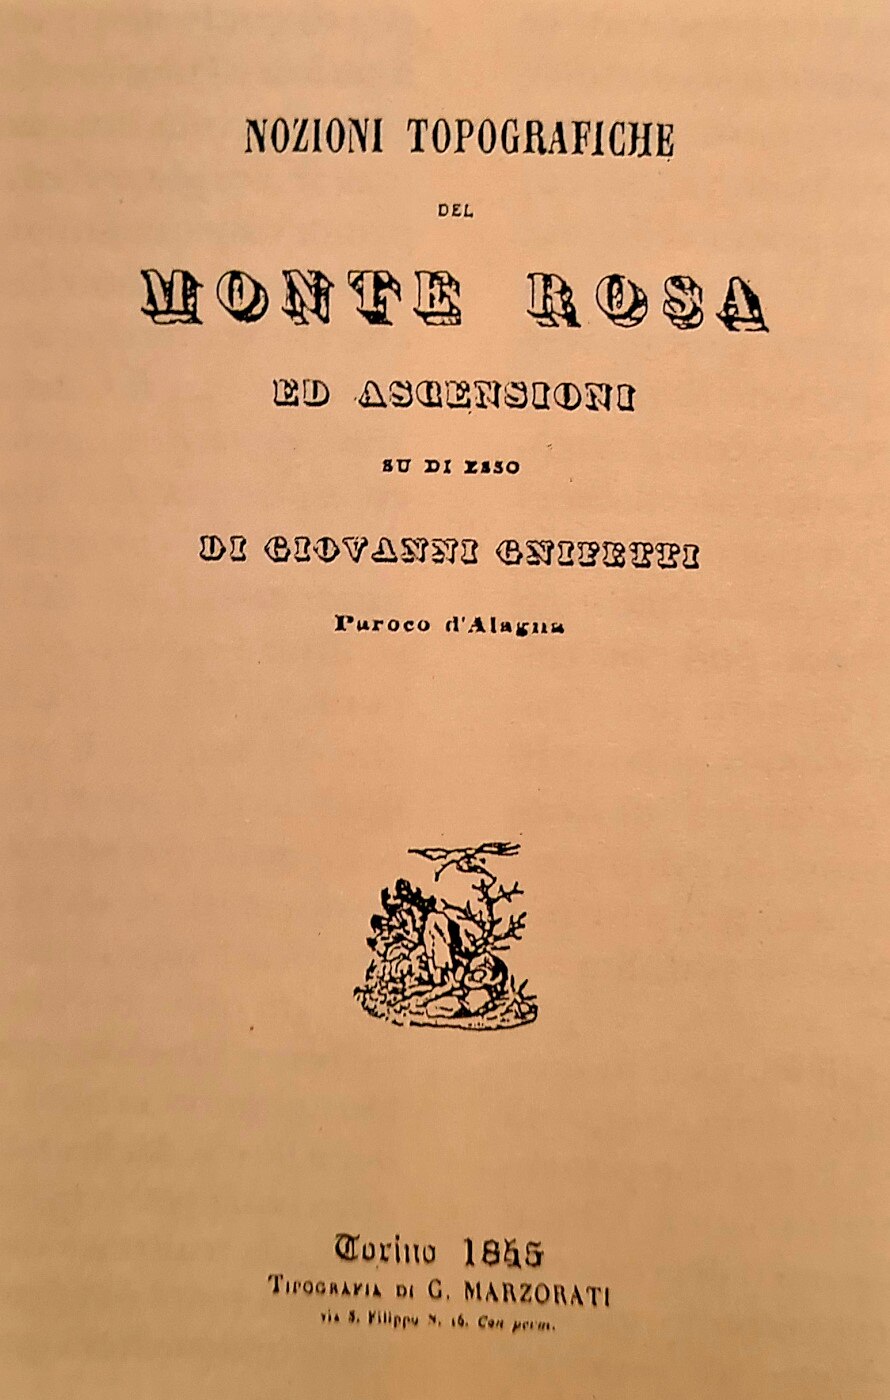 NOZIONI TOPOGRAFICHE
DEL
MONTE ROSA
ED ASCENSIONI
SU DI ESSO
DI GIOVANNI GNIFETTI
Paroco d'Alagna
Torino 1845
TIPOGRAFIA DI G. MARZORATI
via S. Filippo N. 16. Con perm.